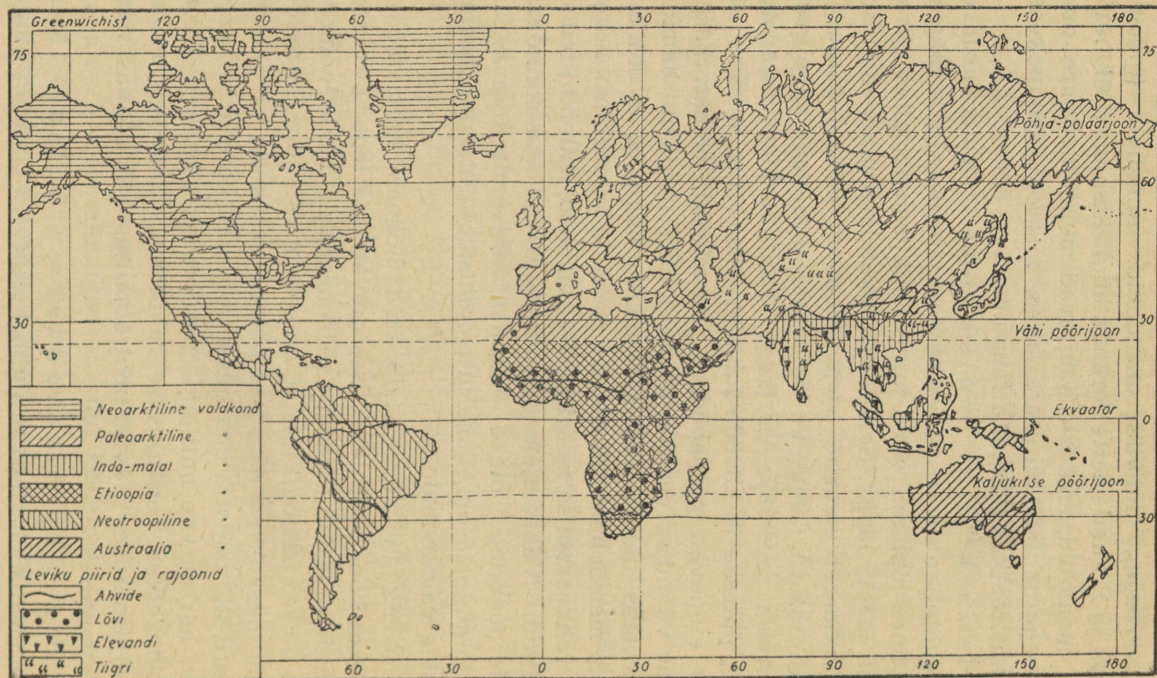 Greenwichist 120 90 60 30 0 30 60 90 120 150 180
75 75
Põhja-polaarjoon
60 60
30 30
Vähi pöörijoon
Ekvaator
0
Kaljukitse pöörijoon
30
Neoarktiline valdkond
Paleoarktiline "
Indo-malai "
Etioopia "
Neotroopiline "
Austraalia "
Leviku piirid ja rajoonid
Ahvide
Lõvi
Elevandi
Tiigri
60 30 0 30 60 90 120 150 180